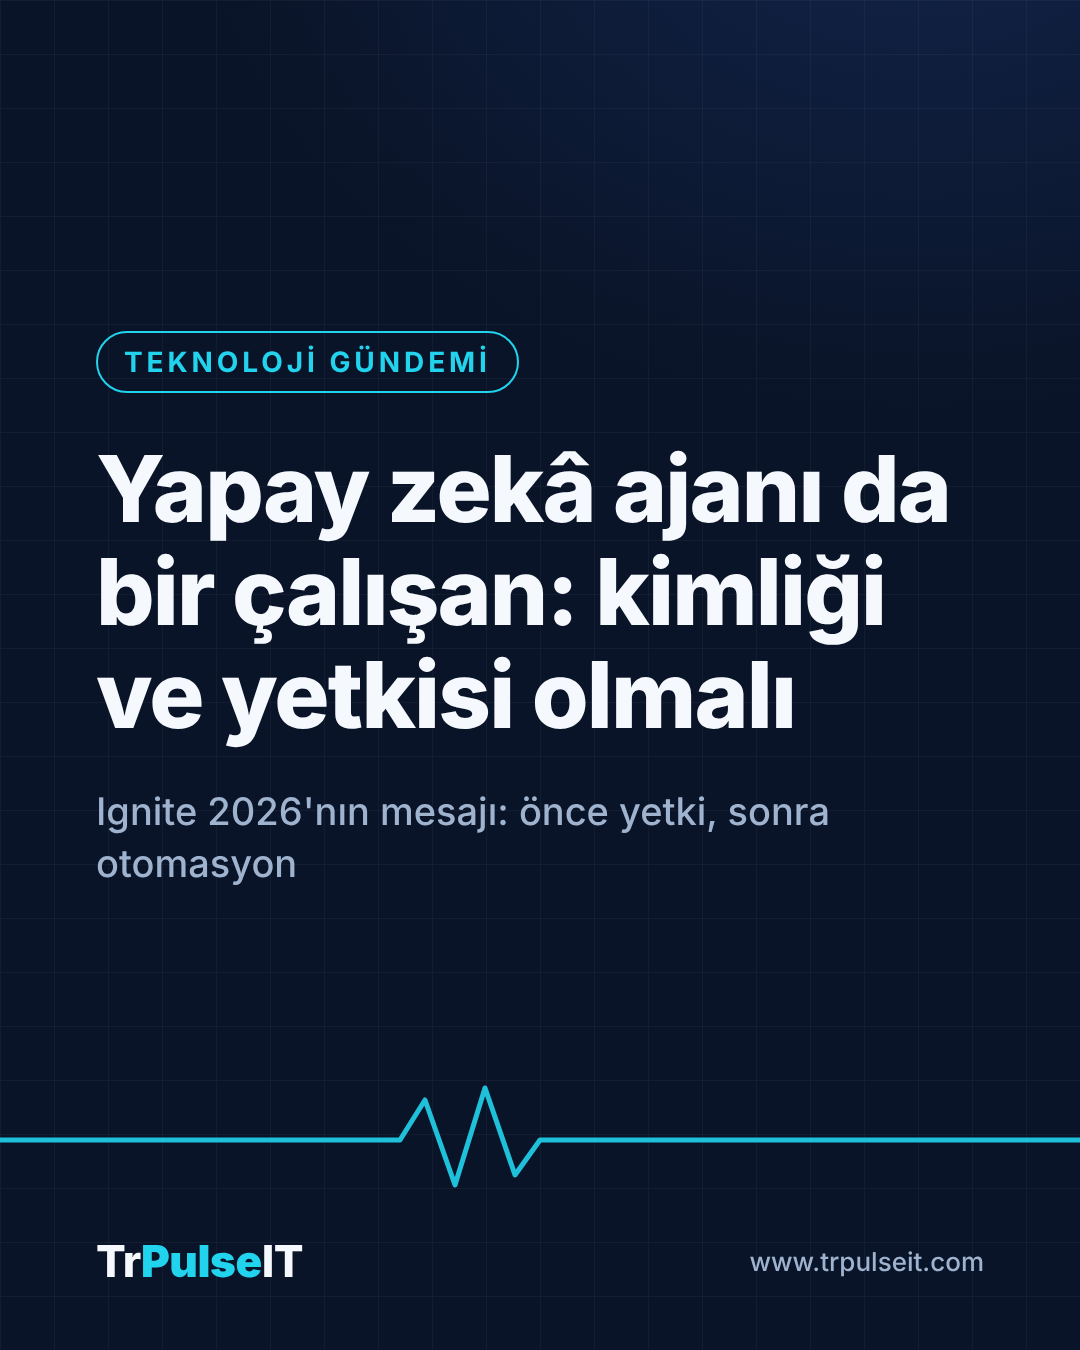 TEKNOLOJİ GÜNDEMİ
Yapay zekâ ajanı da
bir çalışan: kimliği
ve yetkisi olmalı
Ignite 2026'nın mesajı: önce yetki, sonra
otomasyon
TrPulseIT
www.trpulseit.com